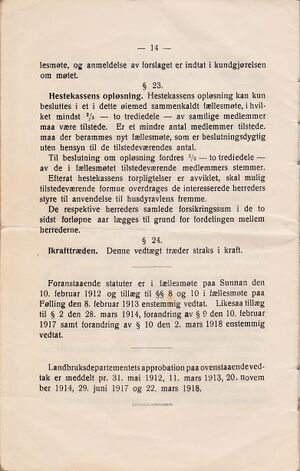 — 14 —
lesmøte, og anmeldelse av forslaget er indtat i kundgjørelsen
om møtet.
§ 23.
Hestekassens opløsning. Hestekassens opløsning kan kun
besluttes i et i dette øiemed sammenkaldt fællesmøte, i hvil-
ket mindst ²/₃ — to trediedele — av samtlige medlemmer
maa være tilstede. Er et mindre antal medlemmer tilstede.
maa der berammes nyt fællesmøte, som er beslutningsdygtig
uten hensyn til de tilstedeværendes antal.
Til beslutning om opløsning fordres ²/₃ — to trediedele —
av de i fællesmøtet tilstedeværende medlemmers stemmer.
Efterat hestekassens forpligtelser er avviklet, skal mulig
tilstedeværende formue overdrages de interesserede herreders
styre til anvendelse til husdyravlens fremme.
De respective herreders samlede forsikringssum i de to
sidst forløpne aar lægges til grund for fordelingen mellem
herrederne.
§ 24.
Ikrafttræden. Denne vedtægt træder straks i kraft.
Foranstaaende statuter er i fællesmøte paa Sunnan den
10. februar 1912 og tillæg til §§ 8 og 10 i fællesmøte paa
Følling den 8. februar 1913 enstemmig vedtat. Likesaa tillæg
til § 2 den 28. mars 1914, forandring av § 9 den 10. februar
1917 samt forandring av § 10 den 2. mars 1918 enstemmig
vedtat.
Landbruksdepartementets approbation paa ovenstaaende ved-
tak er meddelt pr. 31. mai 1912, 11. mars 1913, 20. novem
ber 1914, 29. juni 1917 og 22. mars 1918.